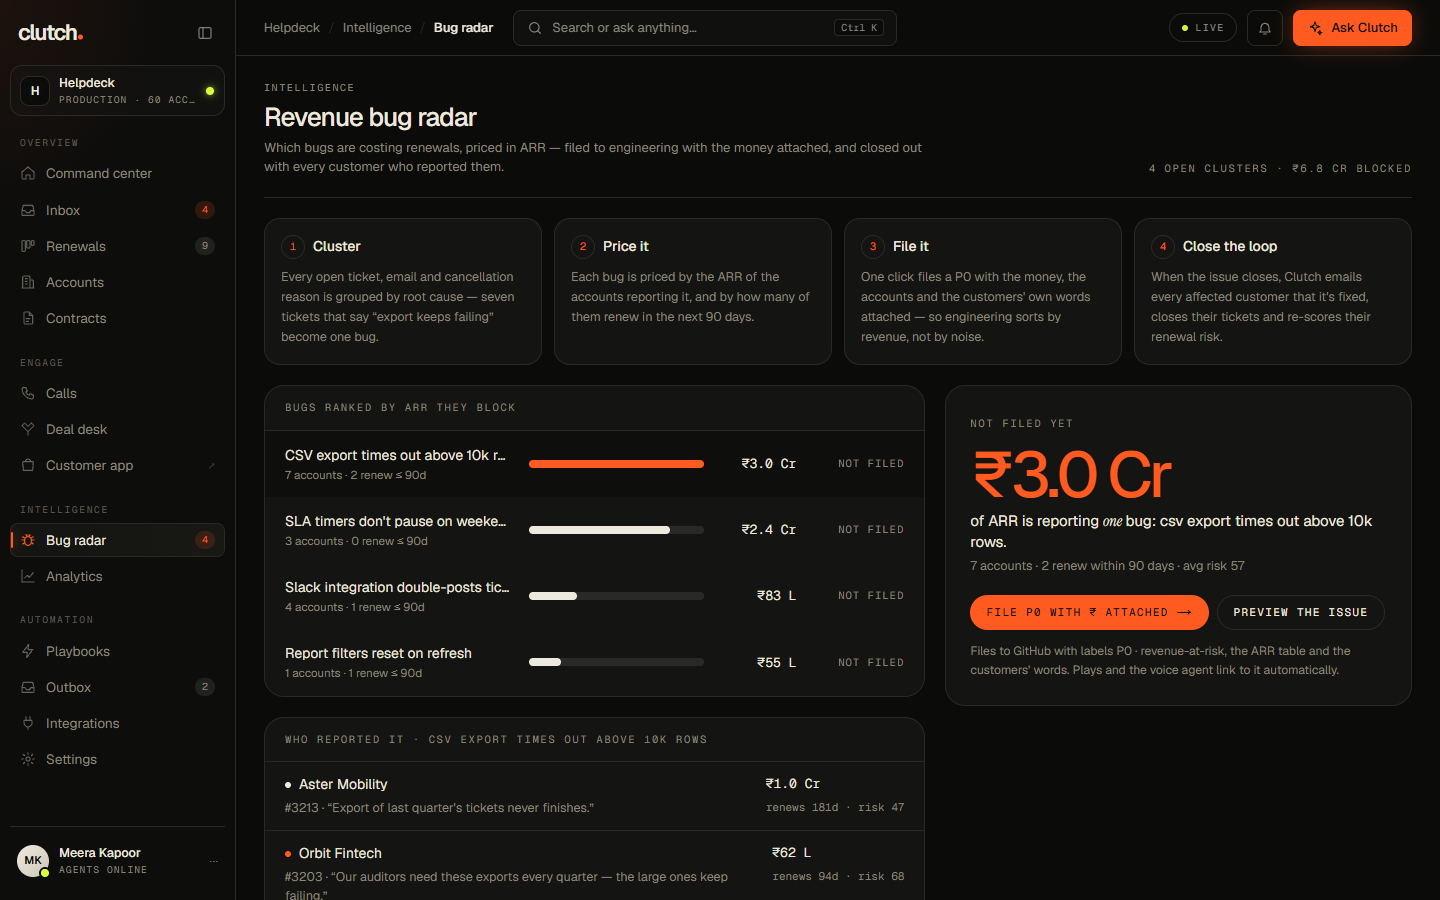 clutch.
H
Helpdeck
PRODUCTION · 60 ACC…
OVERVIEW
Command center
Inbox 4
Renewals 9
Accounts
Contracts
ENGAGE
Calls
Deal desk
Customer app
INTELLIGENCE
Bug radar 4
Analytics
AUTOMATION
Playbooks
Outbox 2
Integrations
Settings
MK
Meera Kapoor
AGENTS ONLINE
...
Helpdeck / Intelligence / Bug radar
Search or ask anything…
Ctrl K
LIVE
Ask Clutch
INTELLIGENCE
Revenue bug radar
Which bugs are costing renewals, priced in ARR — filed to engineering with the money attached, and closed out
with every customer who reported them.
4 OPEN CLUSTERS · ₹6.8 CR BLOCKED
1 Cluster
Every open ticket, email and cancellation
reason is grouped by root cause — seven
tickets that say “export keeps failing”
become one bug.
2 Price it
Each bug is priced by the ARR of the
accounts reporting it, and by how many of
them renew in the next 90 days.
3 File it
One click files a P0 with the money, the
accounts and the customers' own words
attached — so engineering sorts by
revenue, not by noise.
4 Close the loop
When the issue closes, Clutch emails
every affected customer that it's fixed,
closes their tickets and re-scores their
renewal risk.
BUGS RANKED BY ARR THEY BLOCK
CSV export times out above 10k r…
7 accounts · 2 renew ≤ 90d
₹3.0 Cr
NOT FILED
SLA timers don't pause on weeke…
3 accounts · 0 renew ≤ 90d
₹2.4 Cr
NOT FILED
Slack integration double-posts tic…
4 accounts · 1 renew ≤ 90d
₹83 L
NOT FILED
Report filters reset on refresh
1 accounts · 1 renew ≤ 90d
₹55 L
NOT FILED
NOT FILED YET
₹3.0 Cr
of ARR is reporting one bug: csv export times out above 10k
rows.
7 accounts · 2 renew within 90 days · avg risk 57
FILE P0 WITH ₹ ATTACHED →
PREVIEW THE ISSUE
Files to GitHub with labels P0 · revenue-at-risk, the ARR table and the
customers' words. Plays and the voice agent link to it automatically.
WHO REPORTED IT · CSV EXPORT TIMES OUT ABOVE 10K ROWS
Aster Mobility
#3213 · “Export of last quarter's tickets never finishes.”
₹1.0 Cr
renews 181d · risk 47
Orbit Fintech
#3203 · “Our auditors need these exports every quarter — the large ones keep
failing.”
₹62 L
renews 94d · risk 68